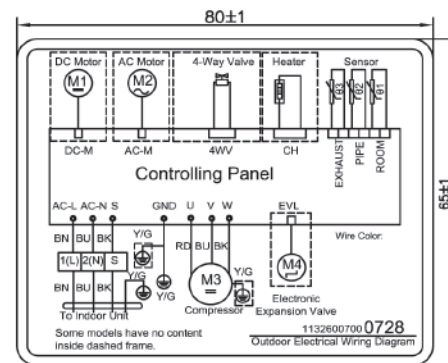 80±1
65±1
DC Motor AC Motor 4-Way Valve Heater Sensor
M1 M2 θ3 θ2 θ1
DC-M AC-M 4WV CH EXHAUST PIPE ROOM
Controlling Panel
AC-L AC-N S GND U V W EVL
Wire Color:
BN BU BK Y/G RD BU BK
1(L) 2(N) S Y/G Y/G M4
BN BU BK Y/G M3 Y/G
To Indoor Unit Compressor Electronic
Expansion Valve
Some models have no content
inside dashed frame.
1132600700 0728
Outdoor Electrical Wiring Diagram